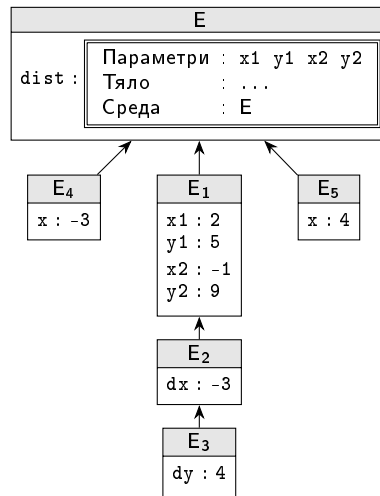 E
Параметри : x1 y1 x2 y2
dist :
Тяло : ...
Среда : E
E4
x : -3
E1
x1 : 2
y1 : 5
x2 : -1
y2 : 9
E5
x : 4
E2
dx : -3
E3
dy : 4